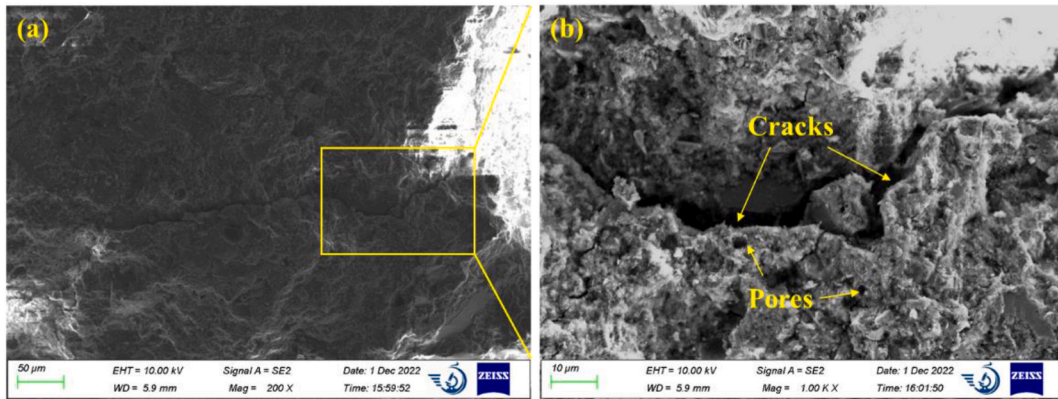 (a)
50 µm
EHT = 10.00 kV
Signal A = SE2
Date: 1 Dec 2022
WD = 5.9 mm
Mag = 200 X
Time: 15:59:52
ZEISS
(b)
Cracks
Pores
10 µm
EHT = 10.00 kV
Signal A = SE2
Date: 1 Dec 2022
WD = 5.9 mm
Mag = 1.00 K X
Time: 16:01:50
ZEISS